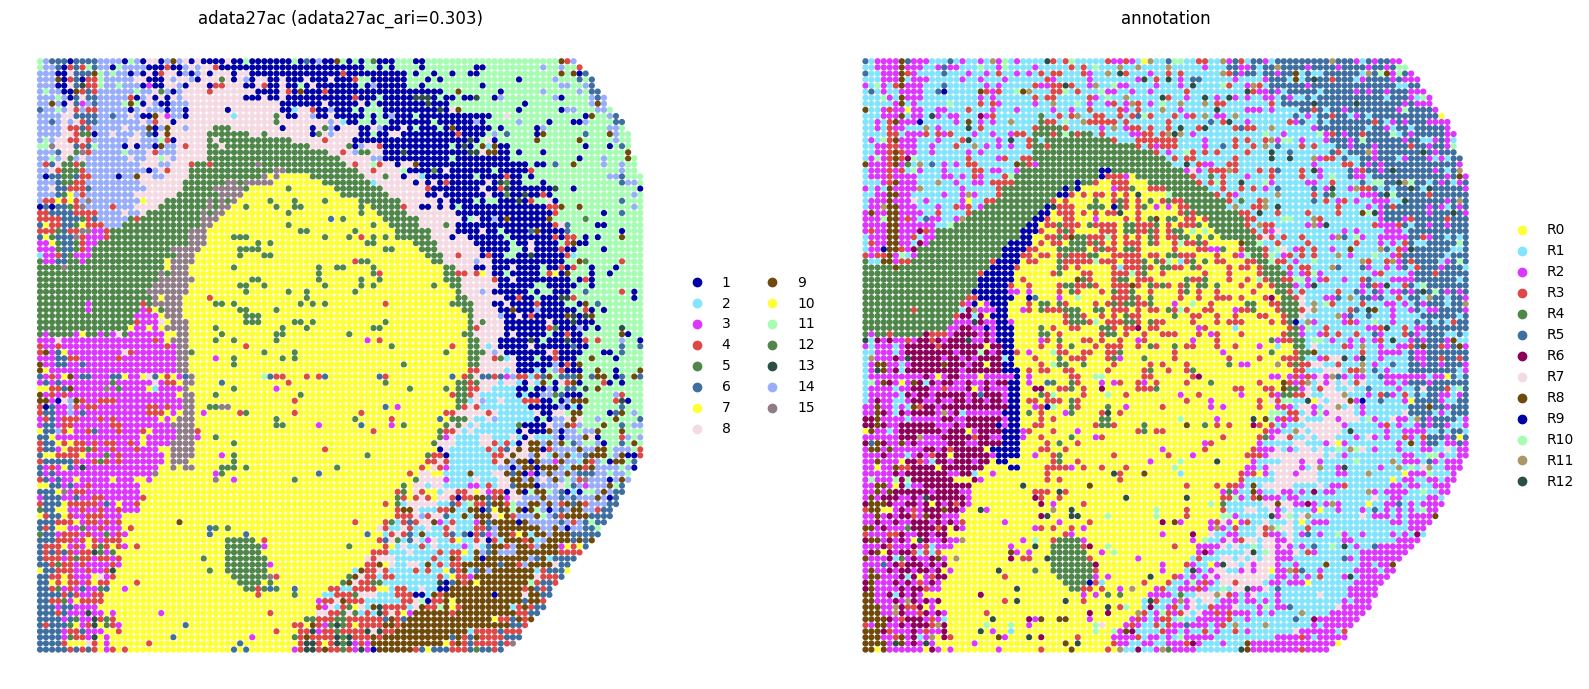 adata27ac (adata27ac_ari=0.303)
annotation
1
2
3
4
5
6
7
8
9
10
11
12
13
14
15
R0
R1
R2
R3
R4
R5
R6
R7
R8
R9
R10
R11
R12